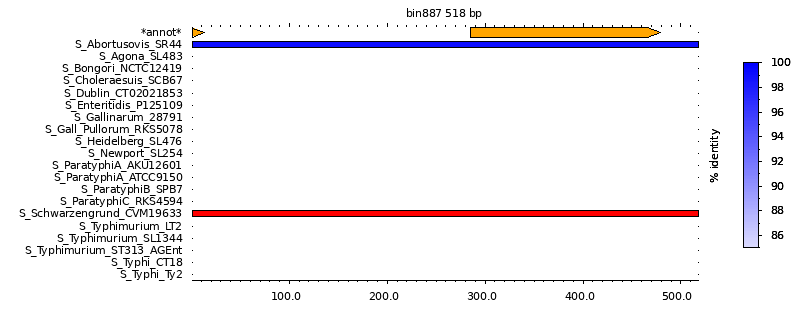 bin887 518 bp
*annot*
S_Abortusovis_SR44
S_Agona_SL483
S_Bongori_NCTC12419
S_Choleraesuis_SCB67
S_Dublin_CT02021853
S_Enteritidis_P125109
S_Gallinarum_28791
S_Gall_Pullorum_RKS5078
S_Heidelberg_SL476
S_Newport_SL254
S_ParatyphiA_AKU12601
S_ParatyphiA_ATCC9150
S_ParatyphiB_SPB7
S_ParatyphiC_RKS4594
S_Schwarzengrund_CVM19633
S_Typhimurium_LT2
S_Typhimurium_SL1344
S_Typhimurium_ST313_AGEnt
S_Typhi_CT18
S_Typhi_Ty2
100.0 200.0 300.0 400.0 500.0
% identity
100
98
96
94
92
90
88
86